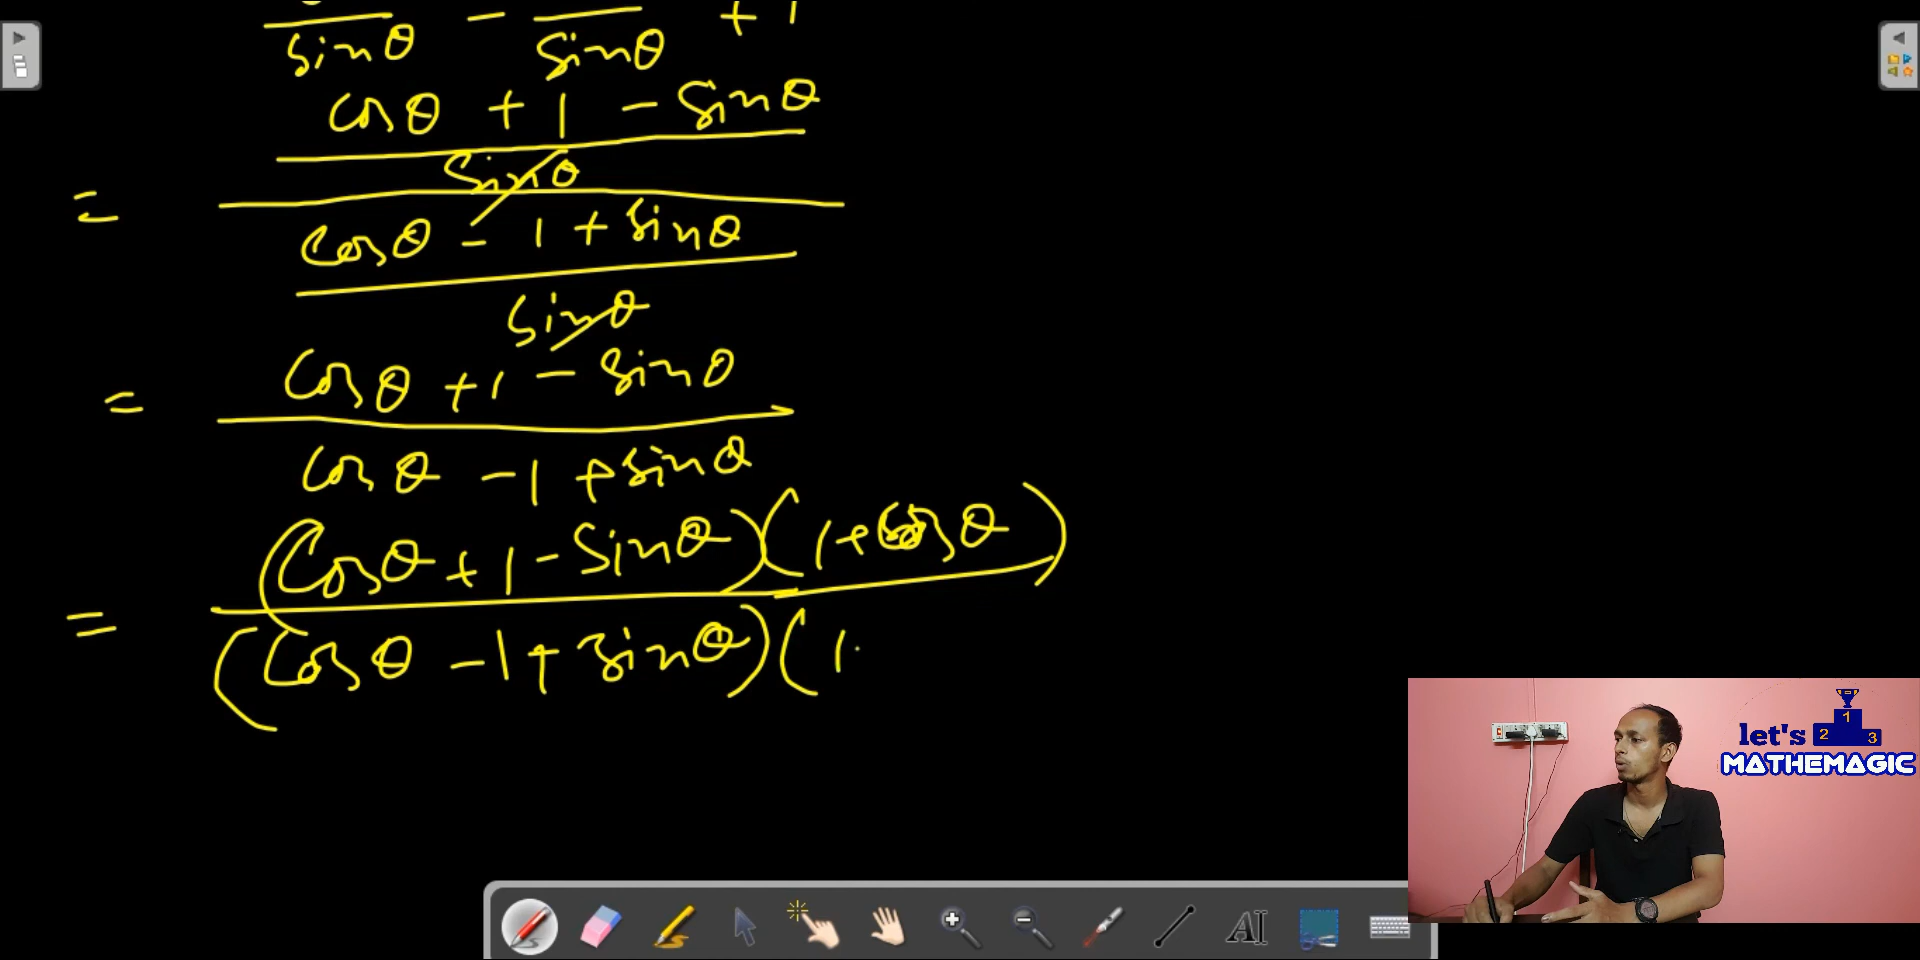 sinθ − sinθ + 1
cosθ + 1 − sinθ
sinθ
=
cosθ − 1 + sinθ
sinθ
cosθ + 1 − sinθ
=
cosθ − 1 + sinθ
(cosθ + 1 − sinθ)(1 + cosθ)
=
(cosθ − 1 + sinθ)(1
let's 2 1 3
MATHEMAGIC
AI